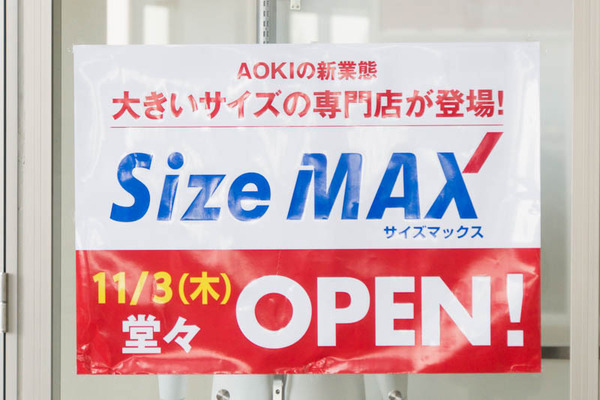 AOKIの新業態
大きいサイズの専門店が登場!
Size MAX
サイズマックス
11/3(木)
堂々
OPEN!